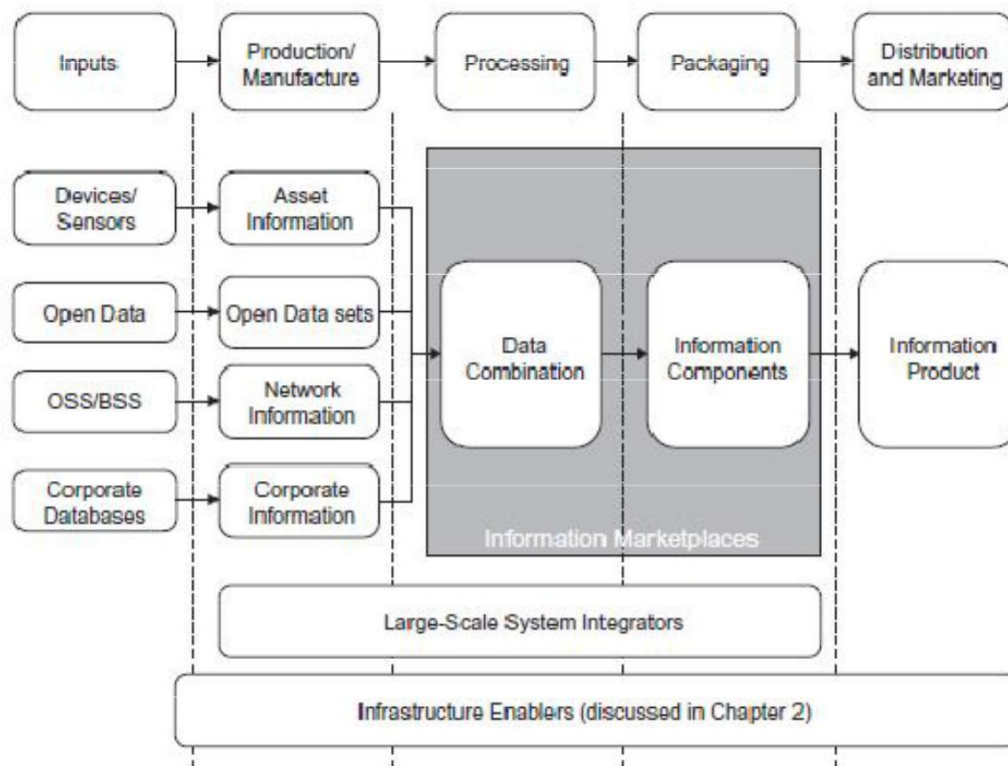 Inputs
Production/
Manufacture
Processing
Packaging
Distribution
and Marketing
Devices/
Sensors
Asset
Information
Open Data
Open Data sets
OSS/BSS
Network
Information
Corporate
Databases
Corporate
Information
Data
Combination
Information
Components
Information
Product
Information Marketplaces
Large-Scale System Integrators
Infrastructure Enablers (discussed in Chapter 2)